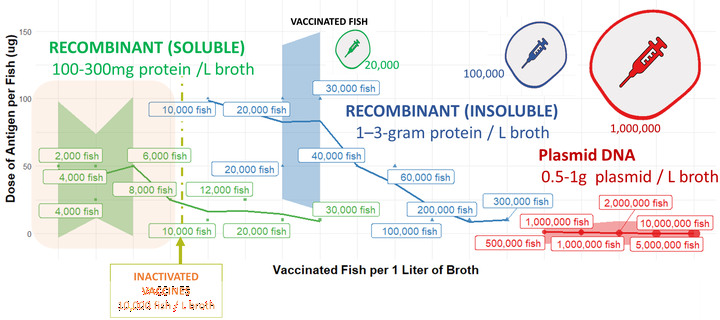 VACCINATED FISH
RECOMBINANT (SOLUBLE)
100-300mg protein /L broth
20,000
100,000
1,000,000
RECOMBINANT (INSOLUBLE)
1–3-gram protein / L broth
Plasmid DNA
0.5-1g plasmid / L broth
Dose of Antigen per Fish (ug)
150
100
50
0
30,000 fish
10,000 fish
20,000 fish
2,000 fish
6,000 fish
40,000 fish
4,000 fish
20,000 fish
60,000 fish
8,000 fish
12,000 fish
4,000 fish
30,000 fish
200,000 fish
300,000 fish
2,000,000 fish
10,000 fish
20,000 fish
100,000 fish
1,000,000 fish
10,000,000 fish
500,000 fish
1,000,000 fish
5,000,000 fish
INACTIVATED
VACCINES
10,000 fish / L broth
Vaccinated Fish per 1 Liter of Broth